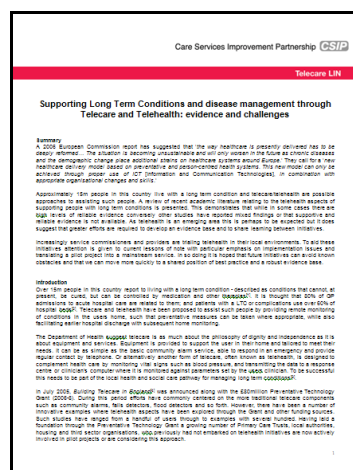 Care Services Improvement Partnership CSIP
Telecare LIN
Supporting Long Term Conditions and disease management through
Telecare and Telehealth: evidence and challenges
Summary
A 2006 European Commission report has suggested that 'the way healthcare is presently delivered has to be
deeply reformed... The situation is becoming unsustainable and will only worsen in the future as chronic diseases
and the demographic change place additional strains on healthcare systems around Europe'. They call for a 'new
healthcare delivery model based on preventative and person-centred health systems. This new model can only be
achieved through proper use of ICT [Information and Communication Technologies], in combination with
appropriate organisational changes and skills'.
Approximately 15m people in this country live with a long term condition and telecare/telehealth are possible
approaches to assisting such people. A review of recent academic literature relating to the telehealth aspects of
supporting people with long term conditions is presented. This demonstrates that while in some cases there are
high levels of reliable evidence conversely other studies have reported mixed findings or that supportive and
reliable evidence is not available. As telehealth is an emerging area this is perhaps to be expected but it does
suggest that greater efforts are required to develop an evidence base and to share learning between initiatives.
Increasingly service commissioners and providers are trialing telehealth in their local environments. To aid these
initiatives attention is given to current lessons of note with particular emphasis on implementation issues and
translating a pilot project into a mainstream service. In so doing it is hoped that future initiatives can avoid known
obstacles and that we can move more quickly to a shared position of best practice and a robust evidence base.
Introduction
Over 15m people in this country report to living with a long term condition - described as conditions that cannot, at
present, be cured, but can be controlled by medication and other therapies. It is thought that 80% of GP
admissions to acute hospital care are related to them; and patients with a LTC or complications use over 60% of
hospital beds. Telecare and telehealth have been proposed to assist such people by providing remote monitoring
of conditions in the users home, such that preventative measures can be taken where appropriate, while also
facilitating earlier hospital discharge with subsequent home monitoring.
The Department of Health suggest telecare is as much about the philosophy of dignity and independence as it is
about equipment and services. Equipment is provided to support the user in their home and tailored to meet their
needs. It can be as simple as the basic community alarm service, able to respond in an emergency and provide
regular contact by telephone. Or alternatively another form of telecare, often known as telehealth, is designed to
complement health care by monitoring vital signs such as blood pressure, and transmitting the data to a response
centre or clinician's computer where it is monitored against parameters set by the users clinician. To be successful,
this needs to be part of the local health and social care pathway for managing long term conditions.
In July 2005, Building Telecare in England was announced along with the £80million Preventative Technology
Grant (2006-8). During this period efforts have commonly centered on the more traditional telecare components
such as community alarms, falls detectors, flood detectors and so forth. However, there has been a number of
innovative examples where telehealth aspects have been explored through the Grant and other funding sources.
Such studies have ranged from a handful of users through to examples with several hundred. Having laid a
foundation through the Preventative Technology Grant a growing number of Primary Care Trusts, local authorities,
housing and third sector organisations, who previously had not embarked on telehealth initiatives are now actively
involved in pilot projects or are considering this approach.
1